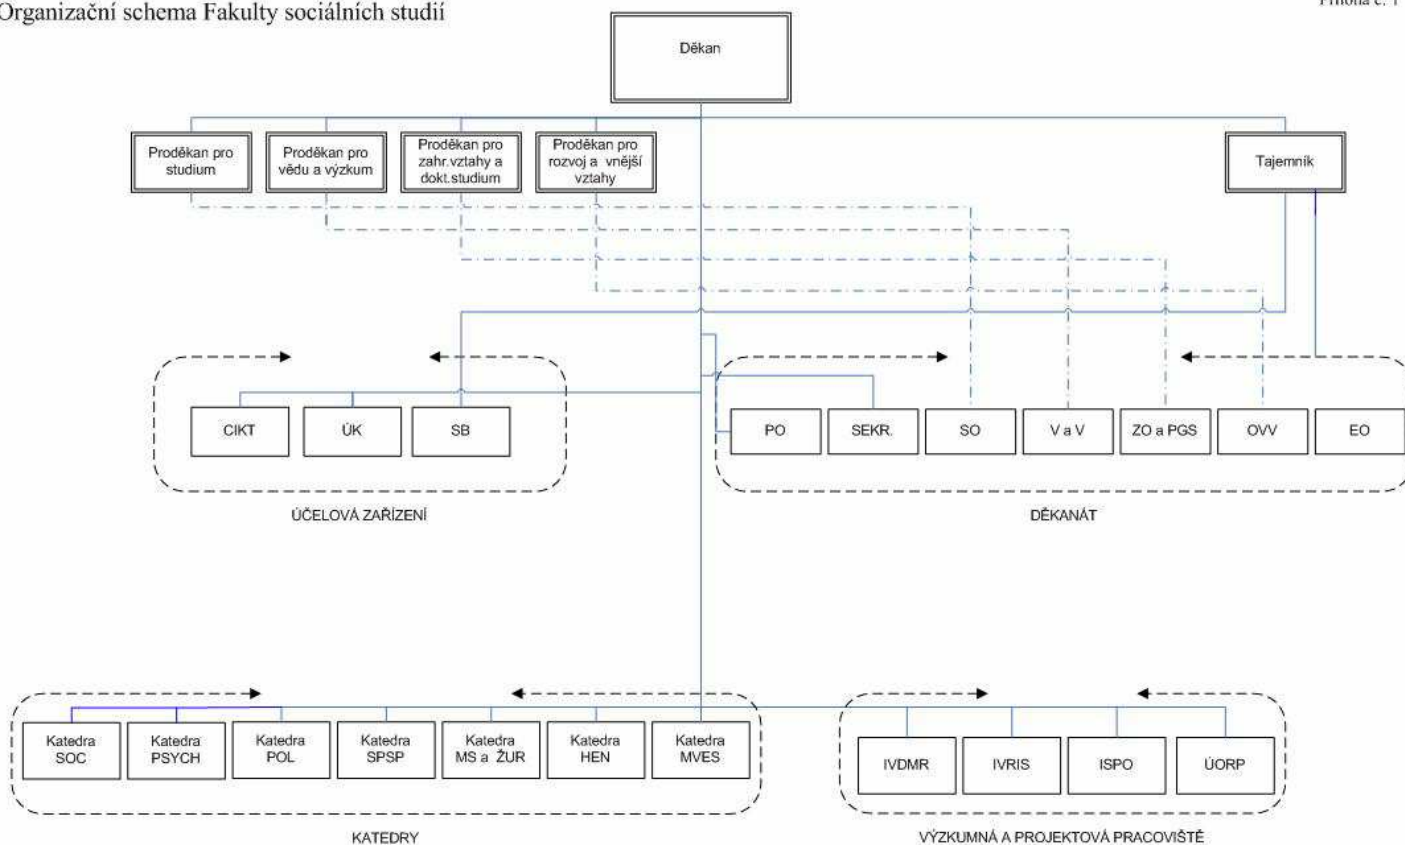 Organizační schema Fakulty sociálních studií
Děkan
Proděkan pro
studium
Proděkan pro
vědu a výzkum
Proděkan pro
zahr.vztahy a
dokt.studium
Proděkan pro
rozvoj a vnější
vztahy
Tajemník
CIKT
ÚK
SB
PO
SEKR.
SO
V a V
ZO a PGS
OVV
EO
ÚČELOVÁ ZAŘÍZENÍ
DĚKANÁT
Katedra
SOC
Katedra
PSYCH
Katedra
POL
Katedra
SPSP
Katedra
MS a ŽUR
Katedra
HEN
Katedra
MVES
IVDMR
IVRIS
ISPO
ÚORP
KATEDRY
VÝZKUMNÁ A PROJEKTOVÁ PRACOVIŠTĚ